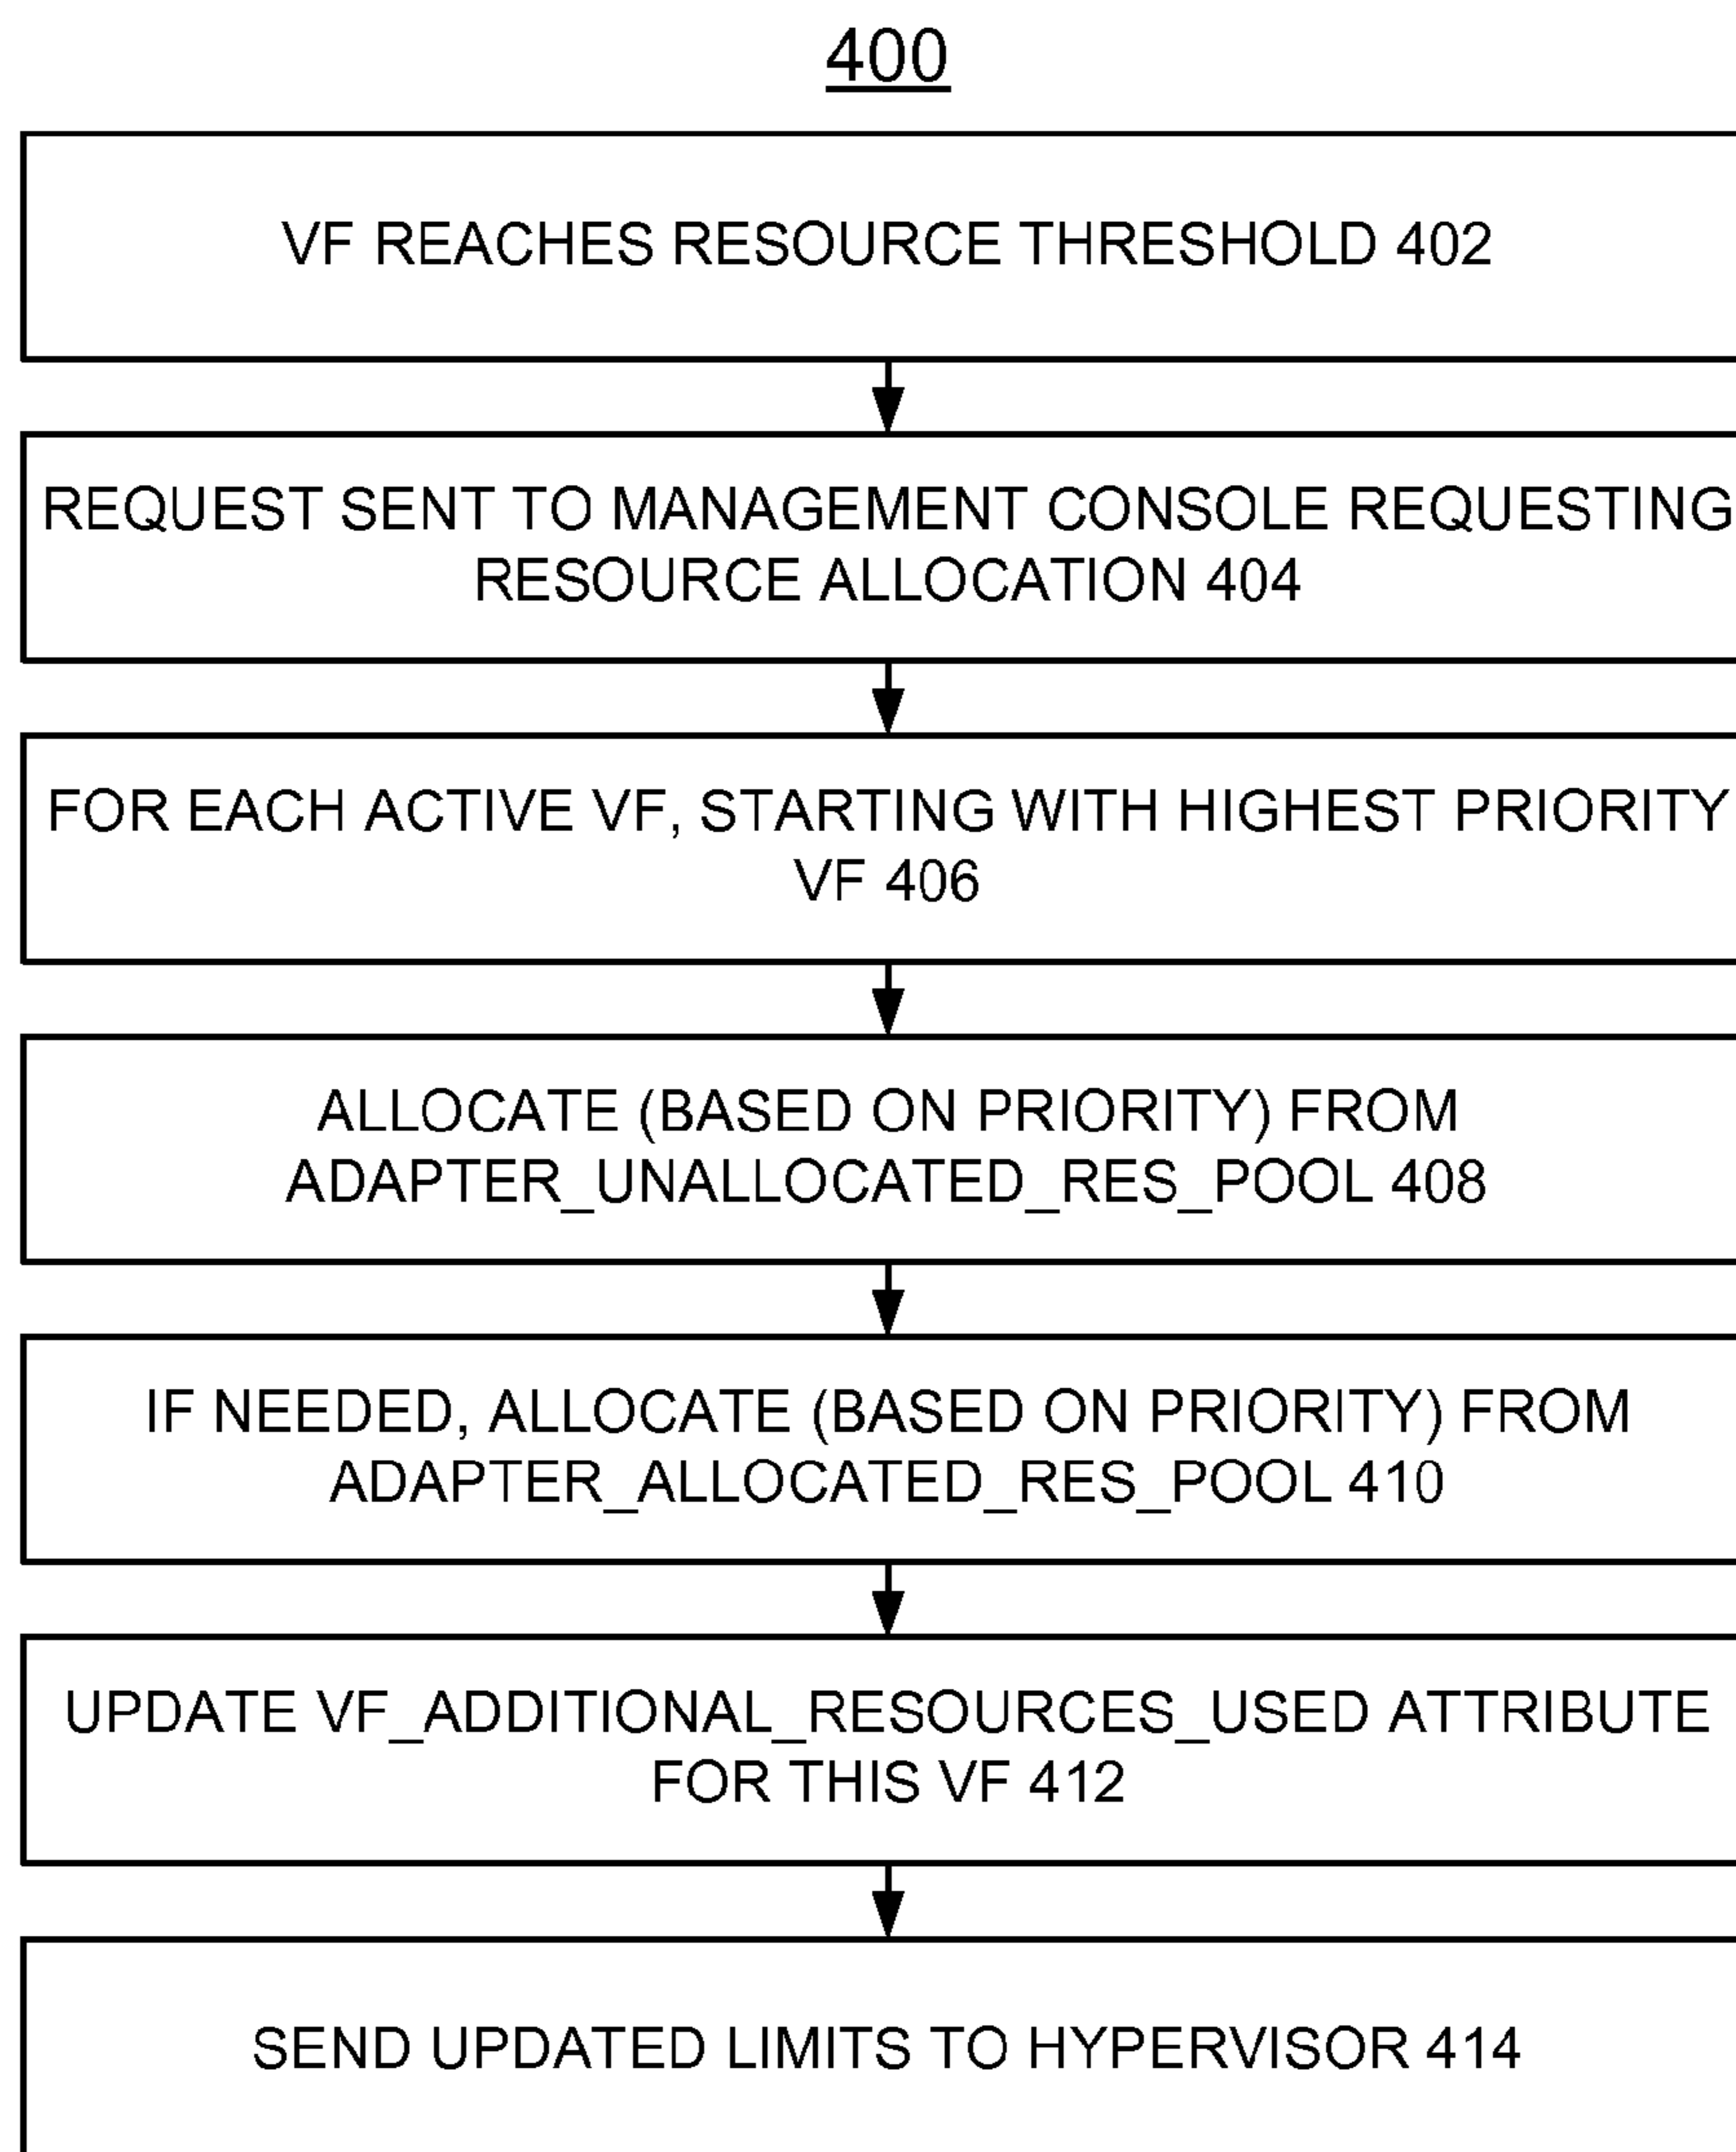 400
VF REACHES RESOURCE THRESHOLD 402
REQUEST SENT TO MANAGEMENT CONSOLE REQUESTING
RESOURCE ALLOCATION 404
FOR EACH ACTIVE VF, STARTING WITH HIGHEST PRIORITY
VF 406
ALLOCATE (BASED ON PRIORITY) FROM
ADAPTER_UNALLOCATED_RES_POOL 408
IF NEEDED, ALLOCATE (BASED ON PRIORITY) FROM
ADAPTER_ALLOCATED_RES_POOL 410
UPDATE VF_ADDITIONAL_RESOURCES_USED ATTRIBUTE
FOR THIS VF 412
SEND UPDATED LIMITS TO HYPERVISOR 414